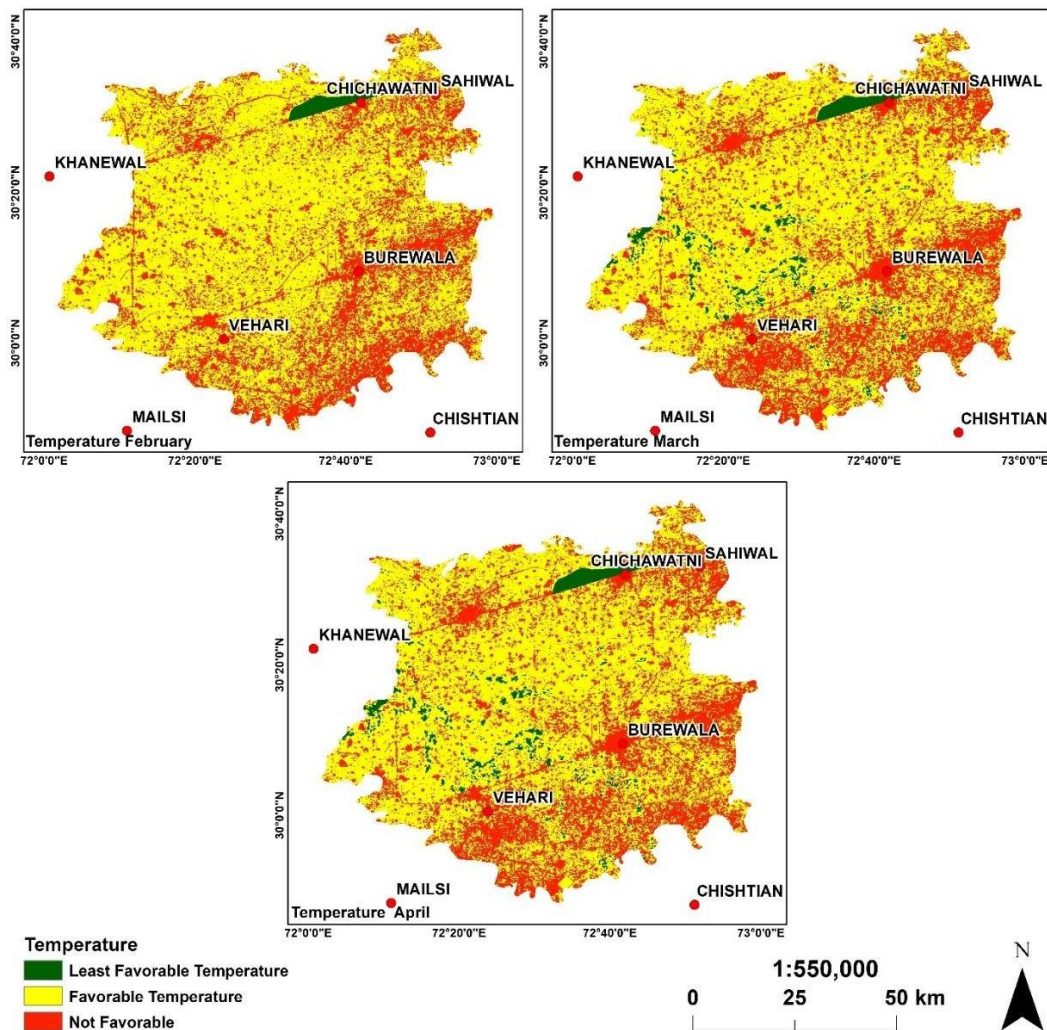 30°40'0"N
30°20'0"N
30°0'0"N
SAHIWAL
CHICHAWATNI
KHANEWAL
BUREWALA
VEHARI
MAILSI
CHISHTIAN
Temperature February
72°0'0"E
72°20'0"E
72°40'0"E
73°0'0"E
30°40'0"N
30°20'0"N
30°0'0"N
SAHIWAL
CHICHAWATNI
KHANEWAL
BUREWALA
VEHARI
MAILSI
CHISHTIAN
Temperature March
72°0'0"E
72°20'0"E
72°40'0"E
73°0'0"E
30°40'0"N
30°20'0"N
30°0'0"N
SAHIWAL
CHICHAWATNI
KHANEWAL
BUREWALA
VEHARI
MAILSI
CHISHTIAN
Temperature April
72°0'0"E
72°20'0"E
72°40'0"E
73°0'0"E
Temperature
Least Favorable Temperature
Favorable Temperature
Not Favorable
1:550,000
0 25 50 km
N